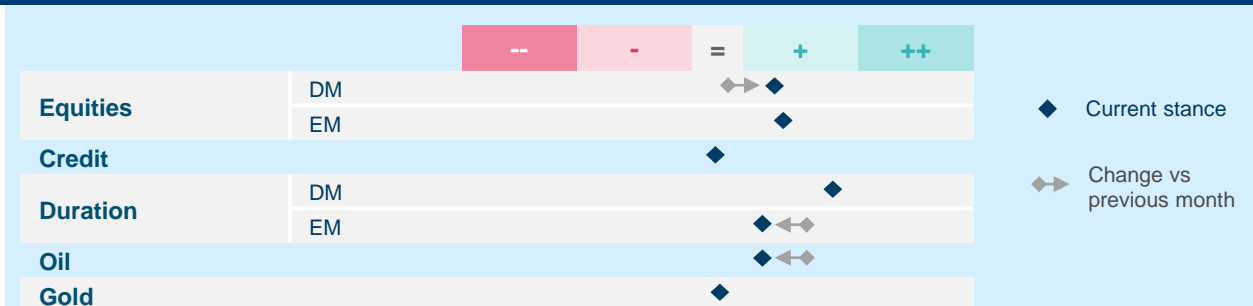 -- - = + ++
Equities
DM
EM
Credit
Duration
DM
EM
Oil
Gold
Current stance
Change vs
previous month